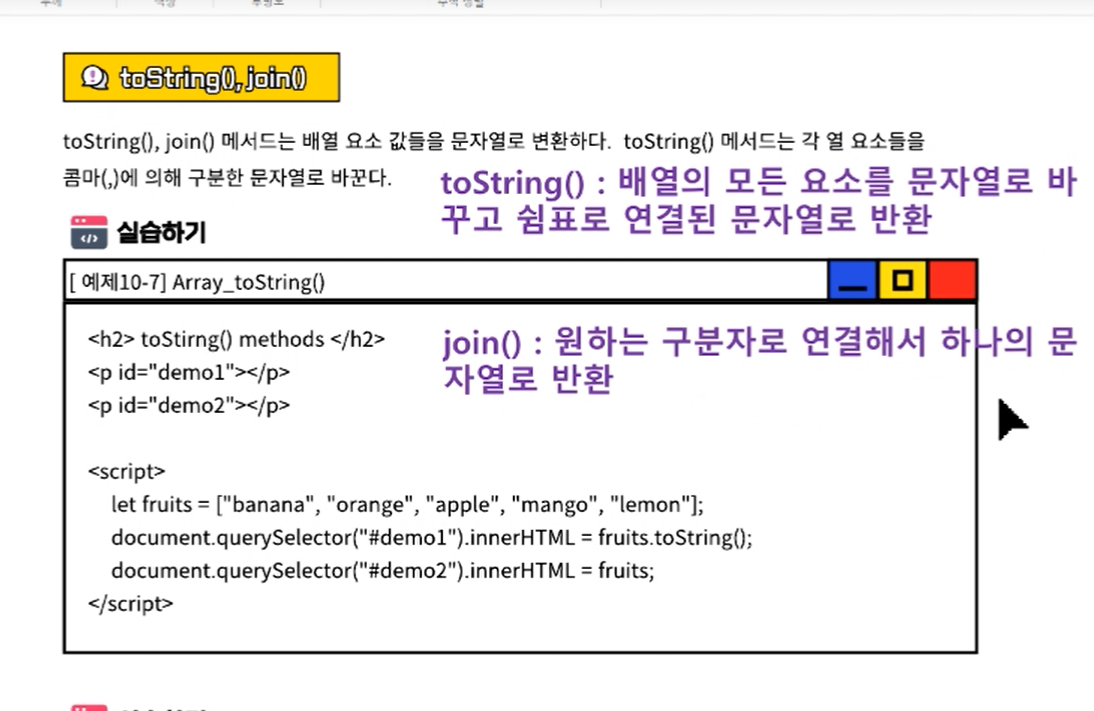 toString(), join()
toString(), join() 메서드는 배열 요소 값들을 문자열로 변환하다.  toString() 메서드는 각 열 요소들을
콤마(,)에 의해 구분한 문자열로 바꾼다.
toString() : 배열의 모든 요소를 문자열로 바
꾸고 쉼표로 연결된 문자열로 반환
실습하기
[ 예제10-7] Array_toString()
<h2> toStirng() methods </h2>
join() : 원하는 구분자로 연결해서 하나의 문
자열로 반환
<p id="demo1"></p>
<p id="demo2"></p>
<script>
let fruits = ["banana", "orange", "apple", "mango", "lemon"];
document.querySelector("#demo1").innerHTML = fruits.toString();
document.querySelector("#demo2").innerHTML = fruits;
</script>